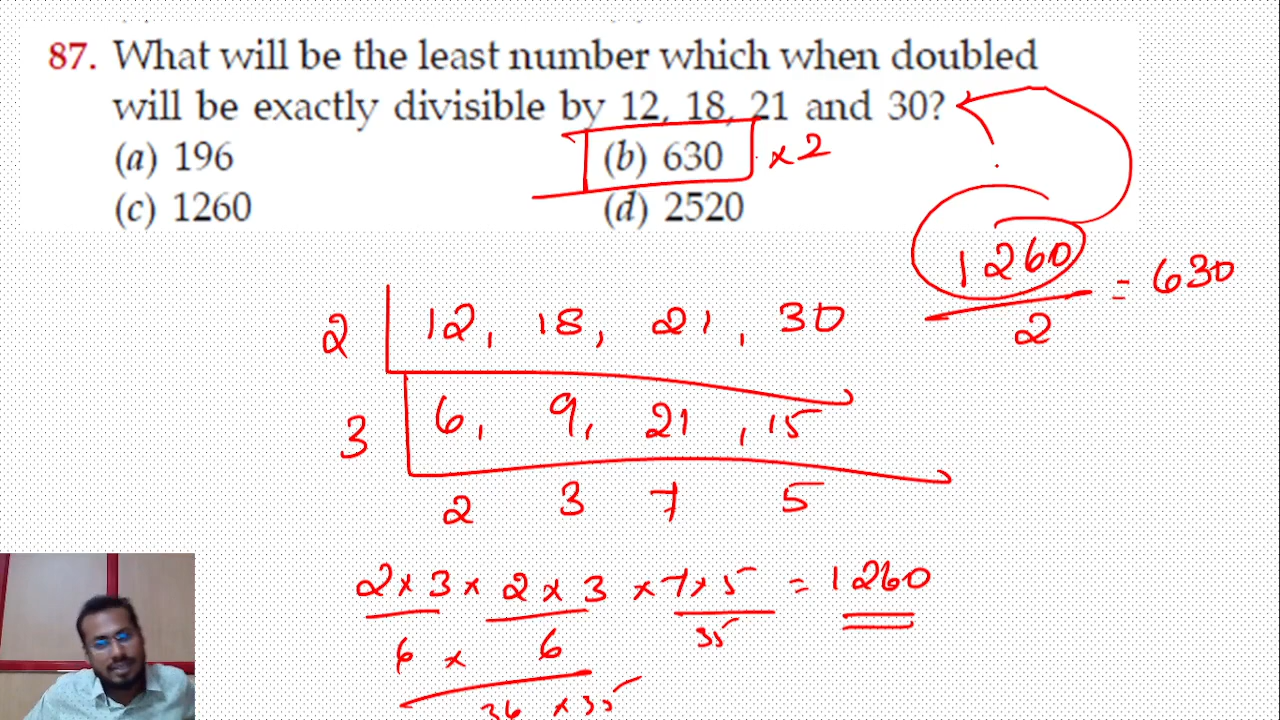 87. What will be the least number which when doubled
will be exactly divisible by 12, 18, 21 and 30?
(a) 196 (b) 630 × 2
(c) 1260 (d) 2520
1260
2
= 630
2 12, 18, 21, 30
3 6, 9, 21, 15
2 3 7 5
2 × 3 × 2 × 3 × 7 × 5 = 1260
6 × 6 35
36 × 35